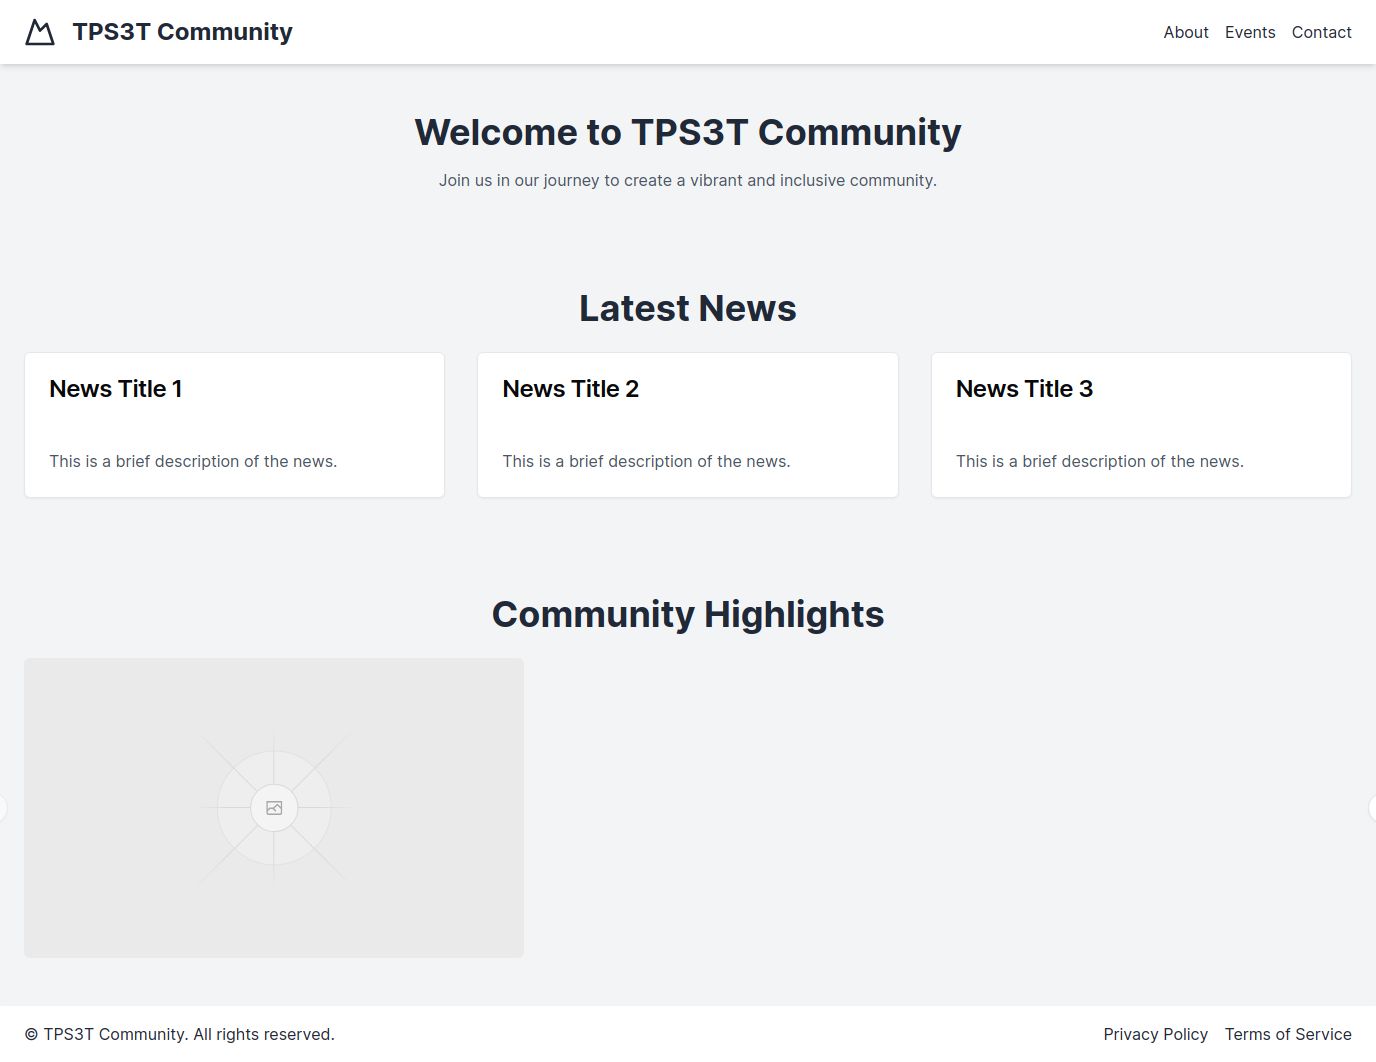 TPS3T Community
About Events Contact
Welcome to TPS3T Community
Join us in our journey to create a vibrant and inclusive community.
Latest News
News Title 1
This is a brief description of the news.
News Title 2
This is a brief description of the news.
News Title 3
This is a brief description of the news.
Community Highlights
© TPS3T Community. All rights reserved.
Privacy Policy Terms of Service